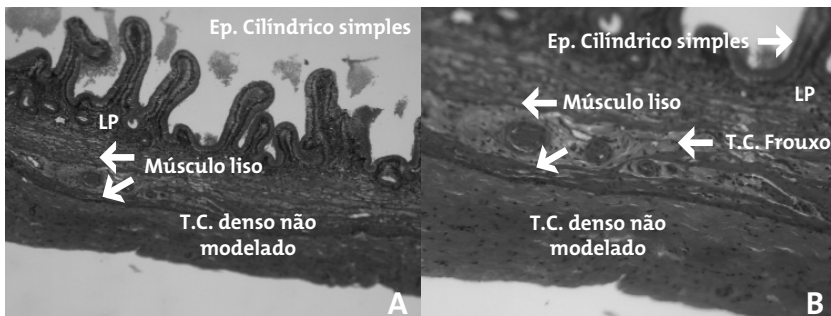 Ep. Cilíndrico simples
LP
Músculo liso
T.C. denso não
modelado
A
Ep. Cilíndrico simples
LP
Músculo liso
T.C. Frouxo
T.C. denso não
modelado
B